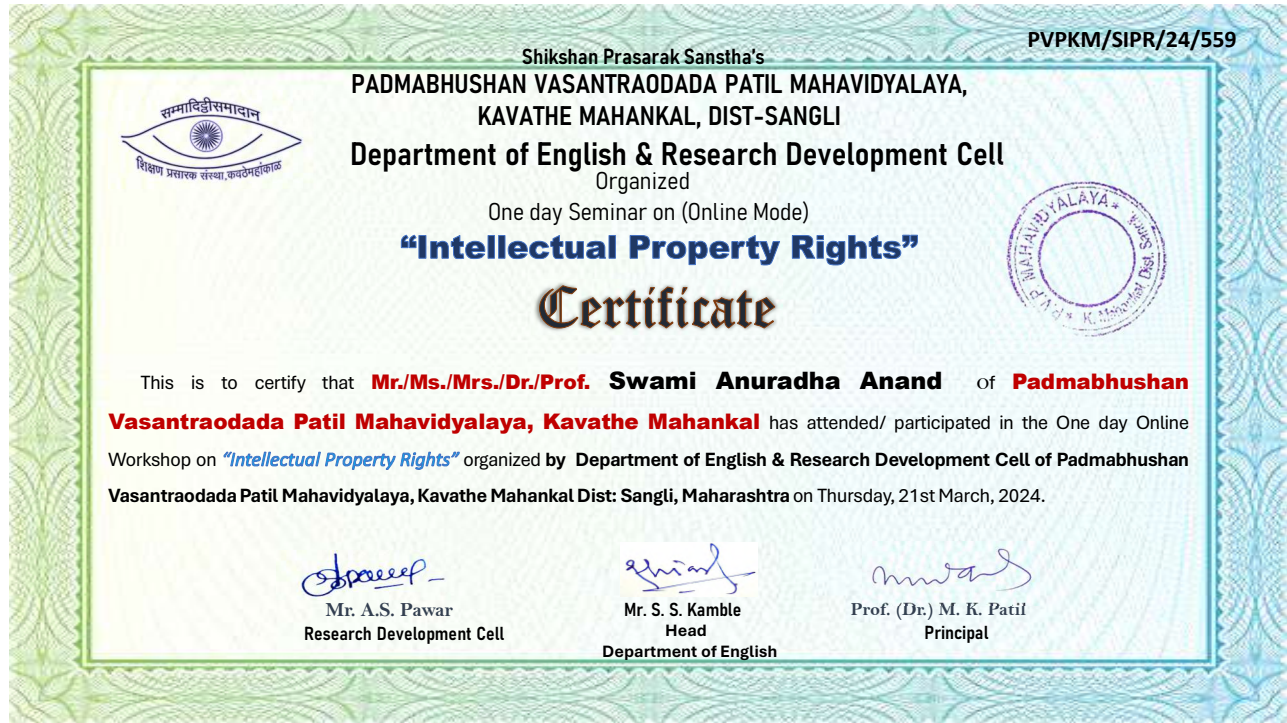 PVPKM/SIPR/24/559
Shikshan Prasarak Sanstha's
PADMABHUSHAN VASANTRAODADA PATIL MAHAVIDYALAYA,
KAVATHE MAHANKAL, DIST-SANGLI
सम्मादिट्ठीसमादान
शिक्षण प्रसारक संस्था,कवठेमहांकाळ
Department of English & Research Development Cell
Organized
One day Seminar on (Online Mode)
“Intellectual Property Rights”
P.V.P. MAHAVIDYALAYA * K. Mahankal Dist. Sangli *
Certificate
This is to certify that Mr./Ms./Mrs./Dr./Prof. Swami Anuradha Anand of Padmabhushan
Vasantraodada Patil Mahavidyalaya, Kavathe Mahankal has attended/ participated in the One day Online
Workshop on “Intellectual Property Rights” organized by Department of English & Research Development Cell of Padmabhushan
Vasantraodada Patil Mahavidyalaya, Kavathe Mahankal Dist: Sangli, Maharashtra on Thursday, 21st March, 2024.
Mr. A.S. Pawar
Research Development Cell
Mr. S. S. Kamble
Head
Department of English
Prof. (Dr.) M. K. Patil
Principal